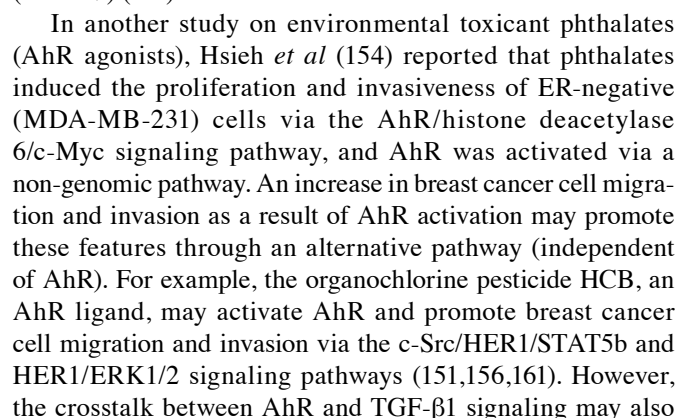 In another study on environmental toxicant phthalates
(AhR agonists), Hsieh et al (154) reported that phthalates
induced the proliferation and invasiveness of ER-negative
(MDA-MB-231) cells via the AhR/histone deacetylase
6/c-Myc signaling pathway, and AhR was activated via a
non-genomic pathway. An increase in breast cancer cell migra-
tion and invasion as a result of AhR activation may promote
these features through an alternative pathway (independent
of AhR). For example, the organochlorine pesticide HCB, an
AhR ligand, may activate AhR and promote breast cancer
cell migration and invasion via the c-Src/HER1/STAT5b and
HER1/ERK1/2 signaling pathways (151,156,161). However,
the crosstalk between AhR and TGF-β1 signaling may also